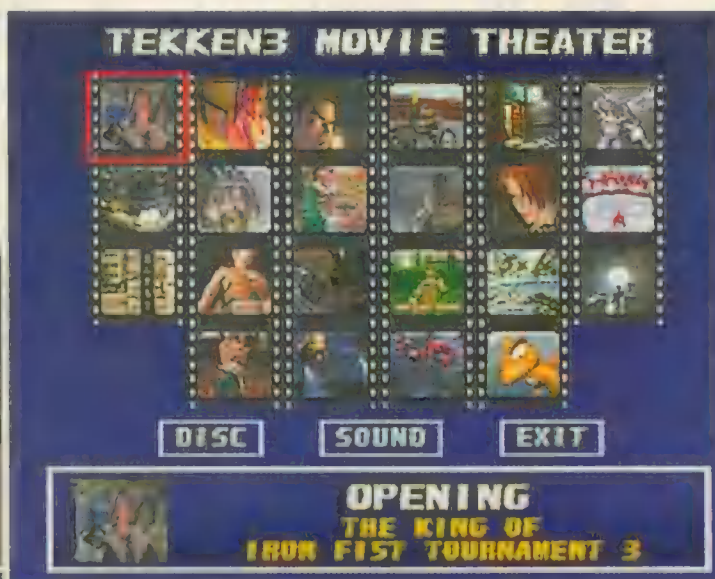 TEKKEN3 MOVIE THEATER
DISC
SOUND
EXIT
OPENING
THE KING OF
IRON FIST TOURNAMENT 3